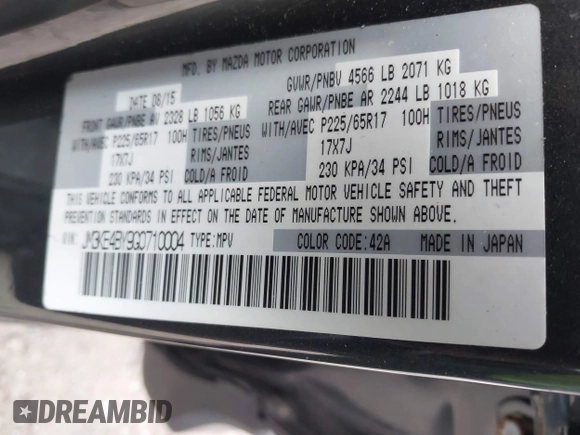 MFD. BY MAZDA MOTOR CORPORATION
DATE 08/15
GVWR/PNBV 4566 LB 2071 KG
FRONT GAWR/PNBE AV 2328 LB 1056 KG
REAR GAWR/PNBE AR 2244 LB 1018 KG
WITH/AVEC P225/65R17 100H TIRES/PNEUS
WITH/AVEC P225/65R17 100H TIRES/PNEUS
17X7J RIMS/JANTES
17X7J RIMS/JANTES
230 KPA/34 PSI COLD/A FROID
230 KPA/34 PSI COLD/A FROID
THIS VEHICLE CONFORMS TO ALL APPLICABLE FEDERAL MOTOR VEHICLE SAFETY AND THEFT
PREVENTION STANDARDS IN EFFECT ON THE DATE OF MANUFACTURE SHOWN ABOVE.
VIN: JM3KE4BY9G0710004 TYPE:MPV COLOR CODE:42A MADE IN JAPAN
DREAMBID